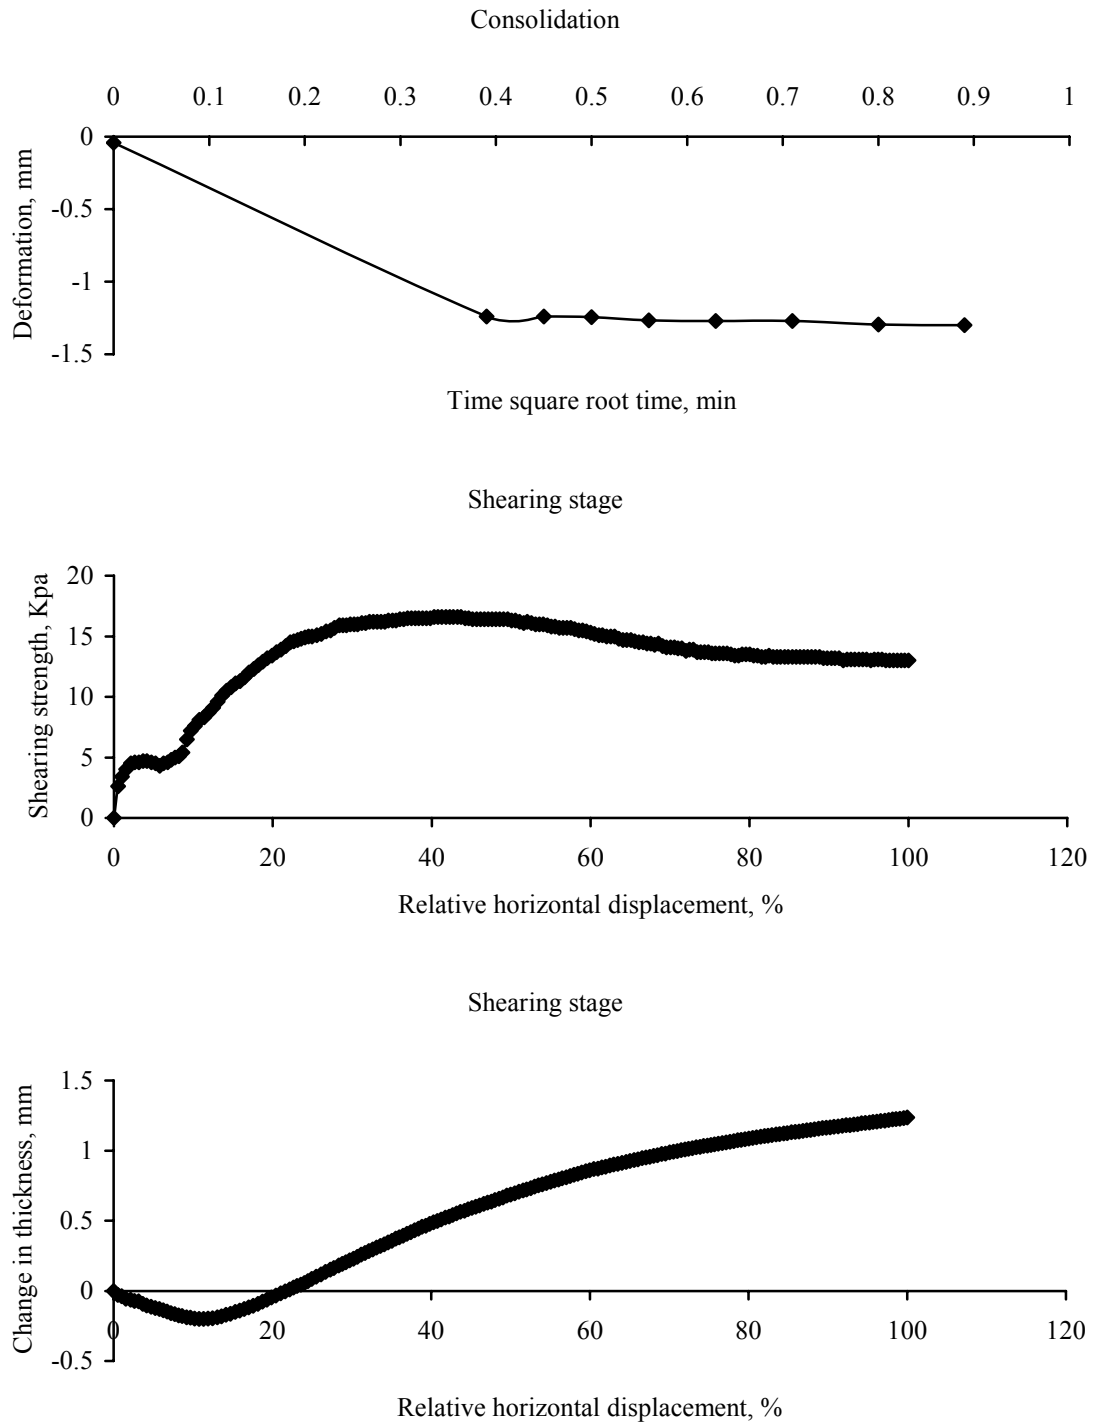 Consolidation
0 0.1 0.2 0.3 0.4 0.5 0.6 0.7 0.8 0.9 1
0
-0.5
-1
-1.5
Deformation, mm
Time square root time, min
Shearing stage
20
15
10
5
0
Shearing strength, Kpa
0 20 40 60 80 100 120
Relative horizontal displacement, %
Shearing stage
1.5
1
0.5
0
-0.5
Change in thickness, mm
0 20 40 60 80 100 120
Relative horizontal displacement, %